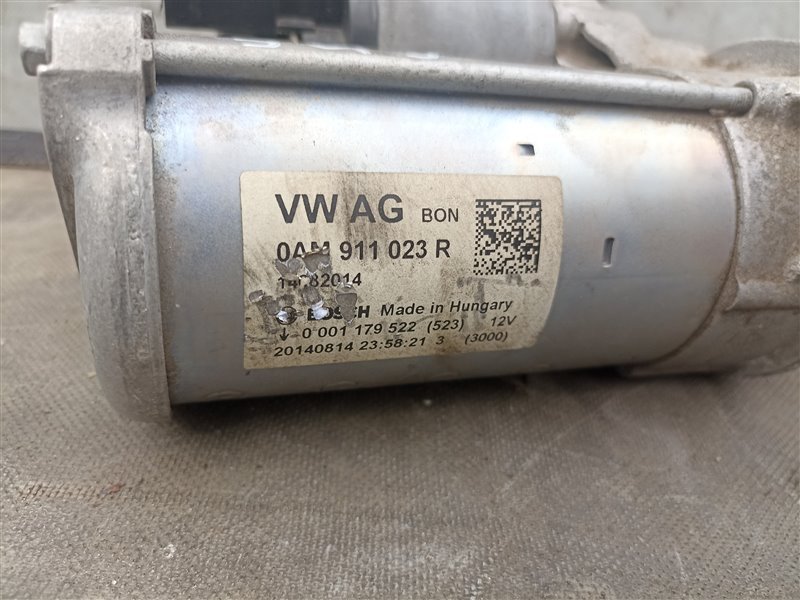 VW AG BON
0AM 911 023 R
BOSCH Made in Hungary
0 001 179 522 (523) 12V
20140814 23:58:21 3 (3000)